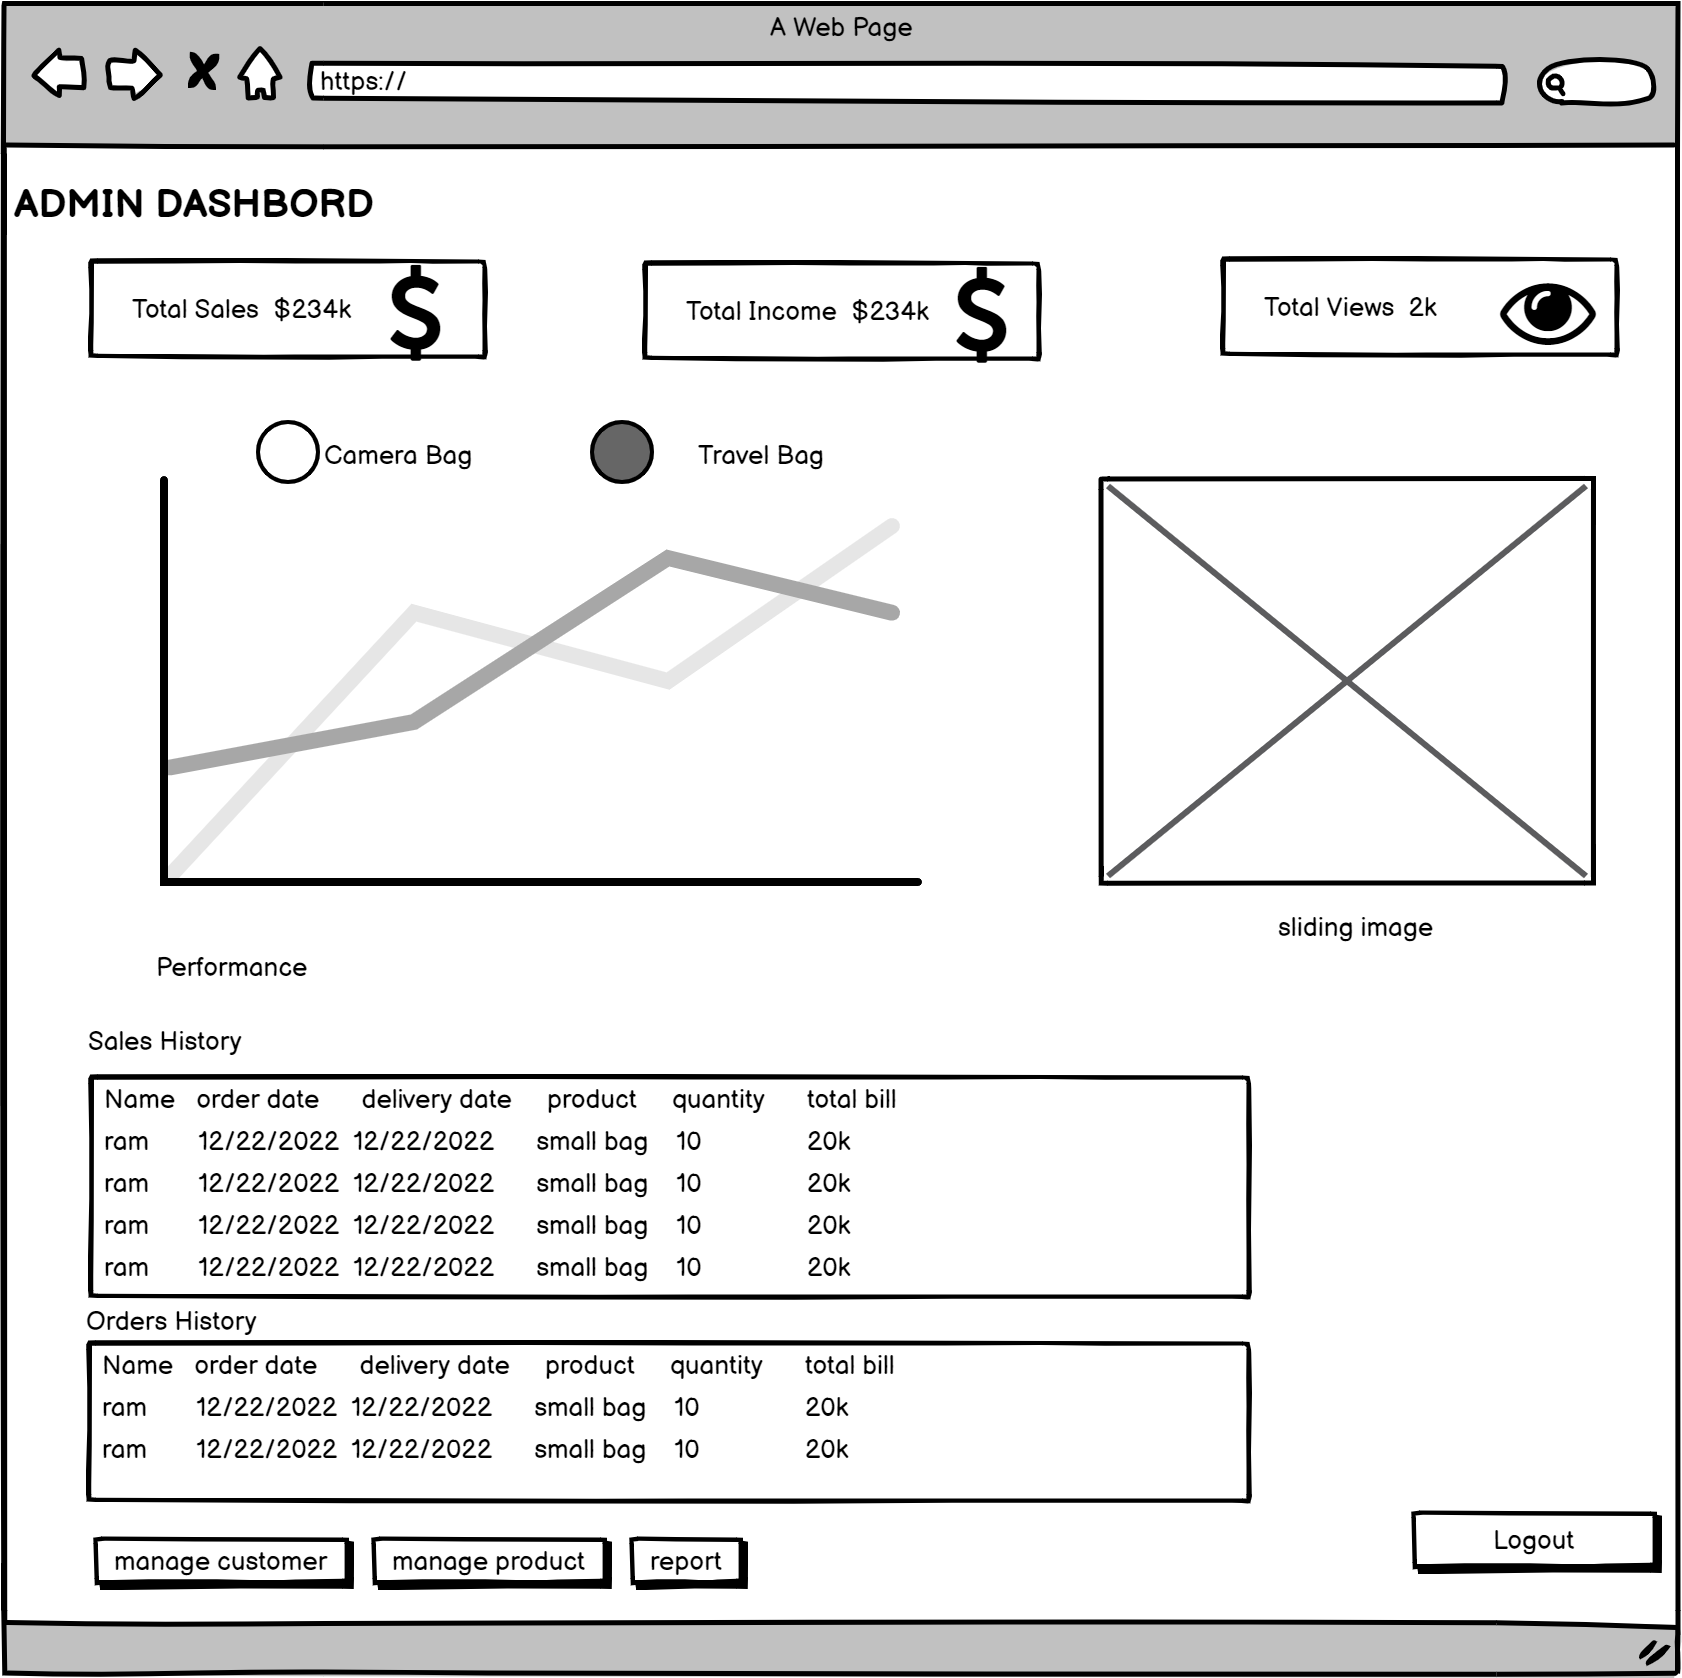 A Web Page
https://
ADMIN DASHBORD
Total Sales $234k
Total Income $234k
Total Views 2k
Camera Bag
Travel Bag
sliding image
Performance
Sales History
Name order date delivery date product quantity total bill
ram 12/22/2022 12/22/2022 small bag 10 20k
ram 12/22/2022 12/22/2022 small bag 10 20k
ram 12/22/2022 12/22/2022 small bag 10 20k
ram 12/22/2022 12/22/2022 small bag 10 20k
Orders History
Name order date delivery date product quantity total bill
ram 12/22/2022 12/22/2022 small bag 10 20k
ram 12/22/2022 12/22/2022 small bag 10 20k
manage customer
manage product
report
Logout